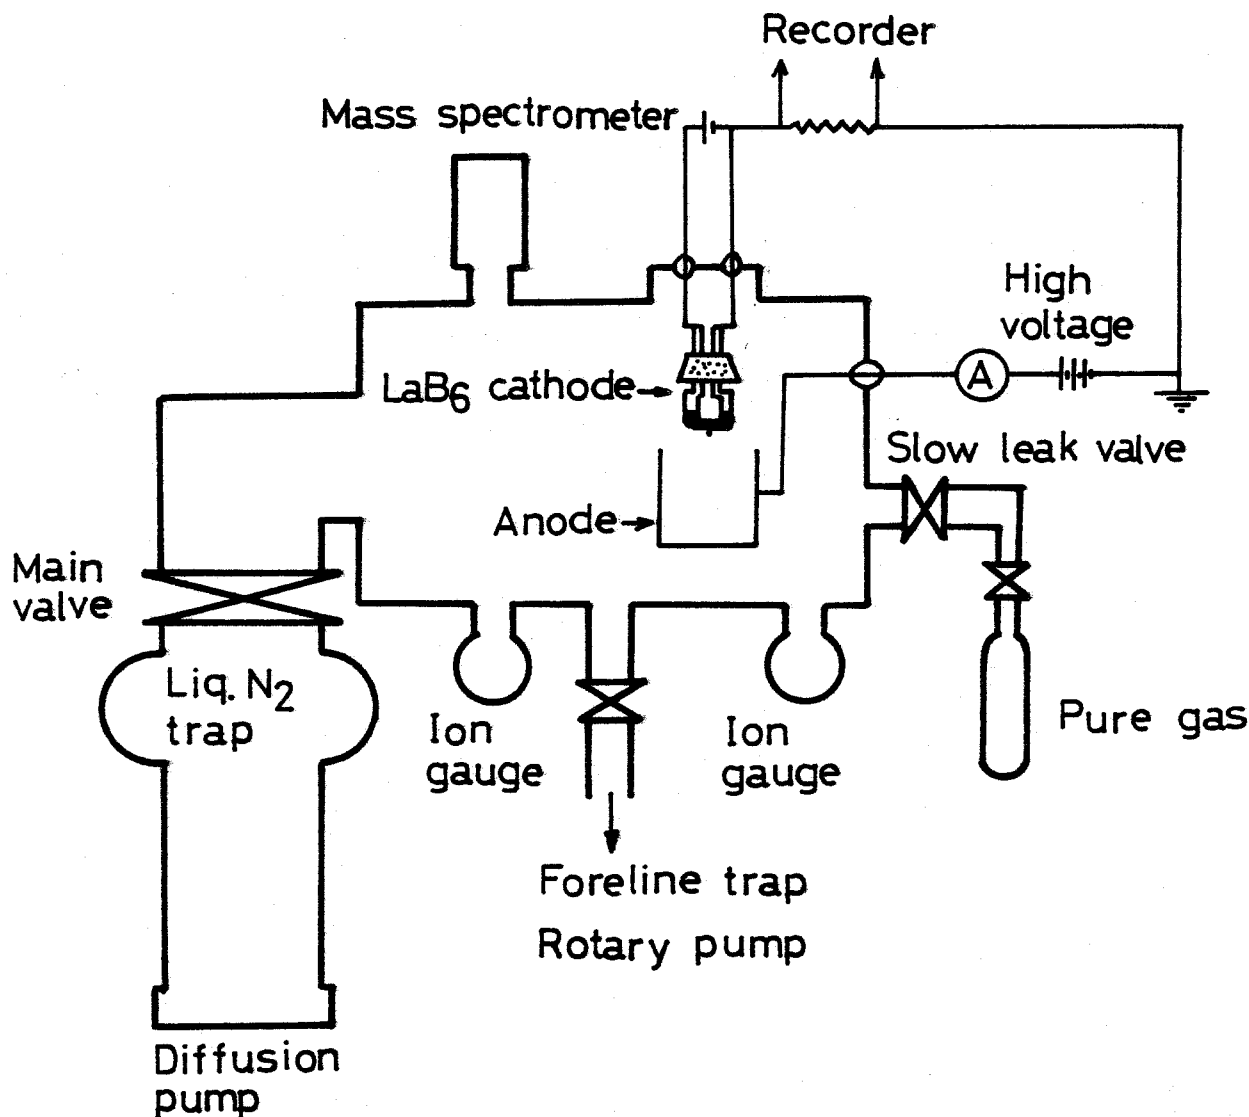 Recorder
Mass spectrometer
High
voltage
A
LaB6 cathode
Slow leak valve
Anode
Main
valve
Liq. N2
trap
Ion
gauge
Ion
gauge
Pure gas
Foreline trap
Rotary pump
Diffusion
pump